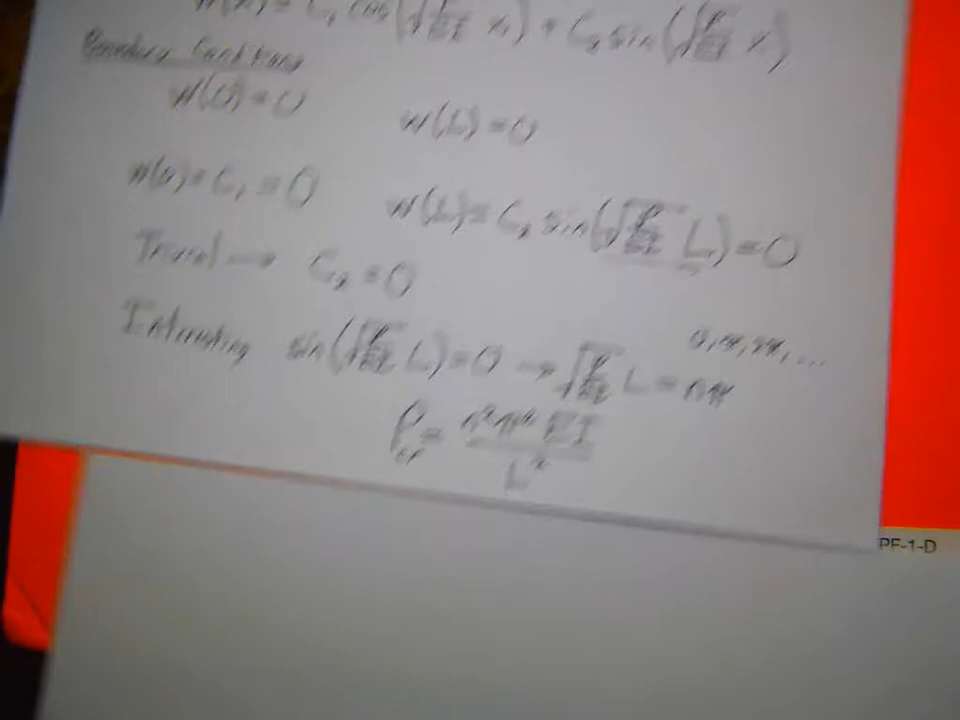 W(x) = C₁ cos(√(P/EI) x) + C₂ sin(√(P/EI) x)
Boundary Conditions
W(0) = 0 W(L) = 0
W(0) = C₁ = 0 W(L) = C₂ sin(√(P/EI) L) = 0
Trivial → C₂ = 0
0, π, 2π, ...
Interesting sin(√(P/EI) L) = 0 → √(P/EI) L = nπ
P_cr = n²π² EI / L²
PF-1-D